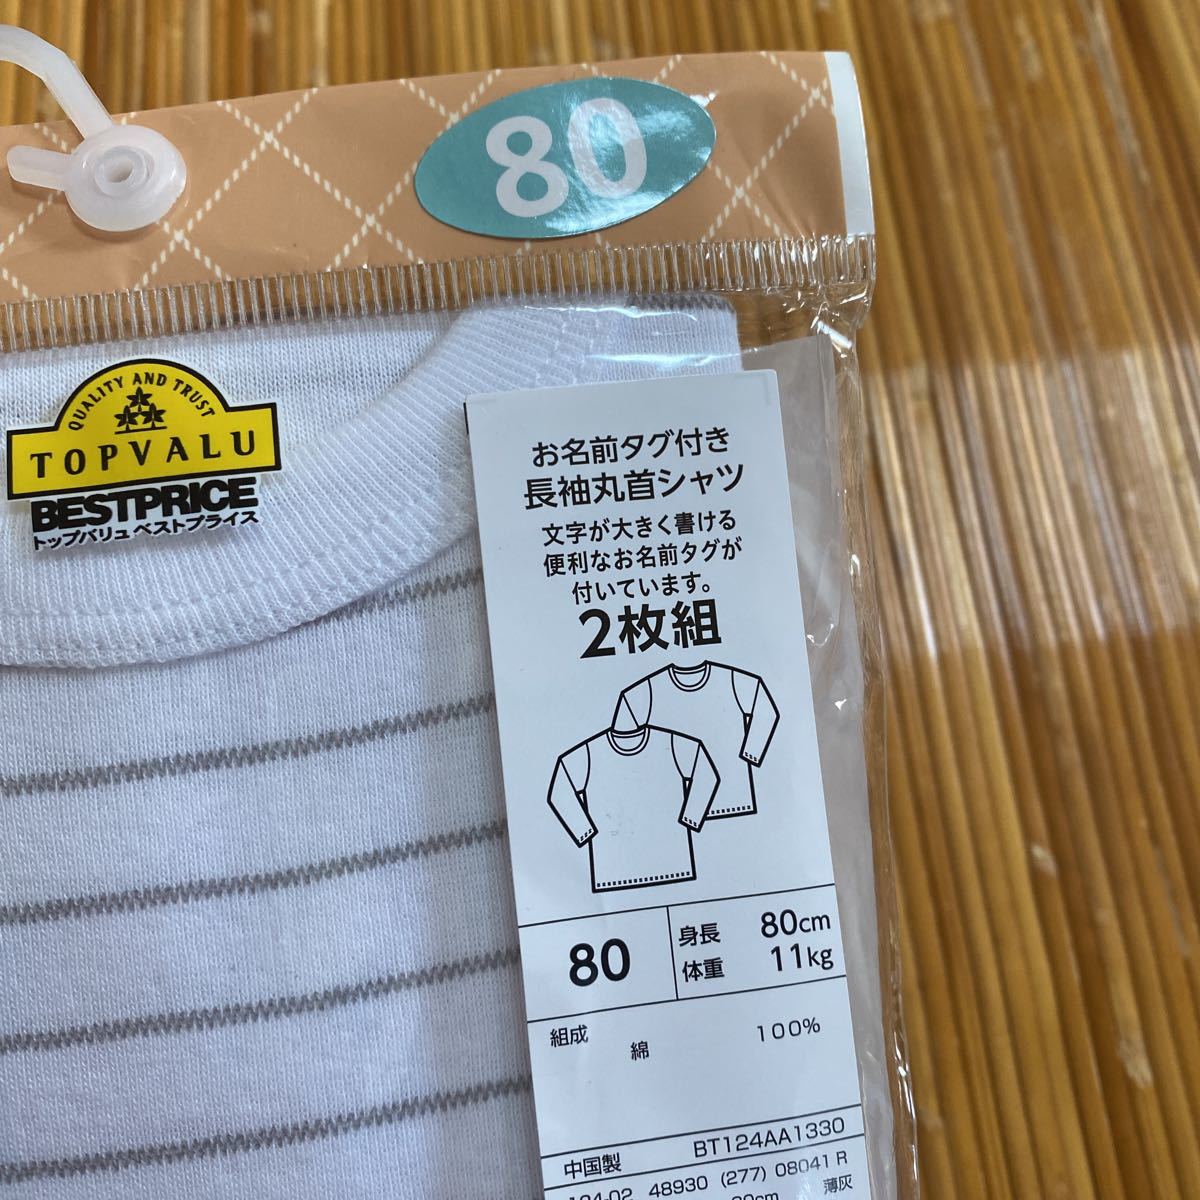 80
QUALITY AND TRUST
TOPVALU
BESTPRICE
トップバリュ ベストプライス
お名前タグ付き
長袖丸首シャツ
文字が大きく書ける
便利なお名前タグが
付いています。
2枚組
80
身長 80cm
体重 11kg
組成
綿 100%
BT124AA1330
中国製
48930 (277) 08041 R
薄灰